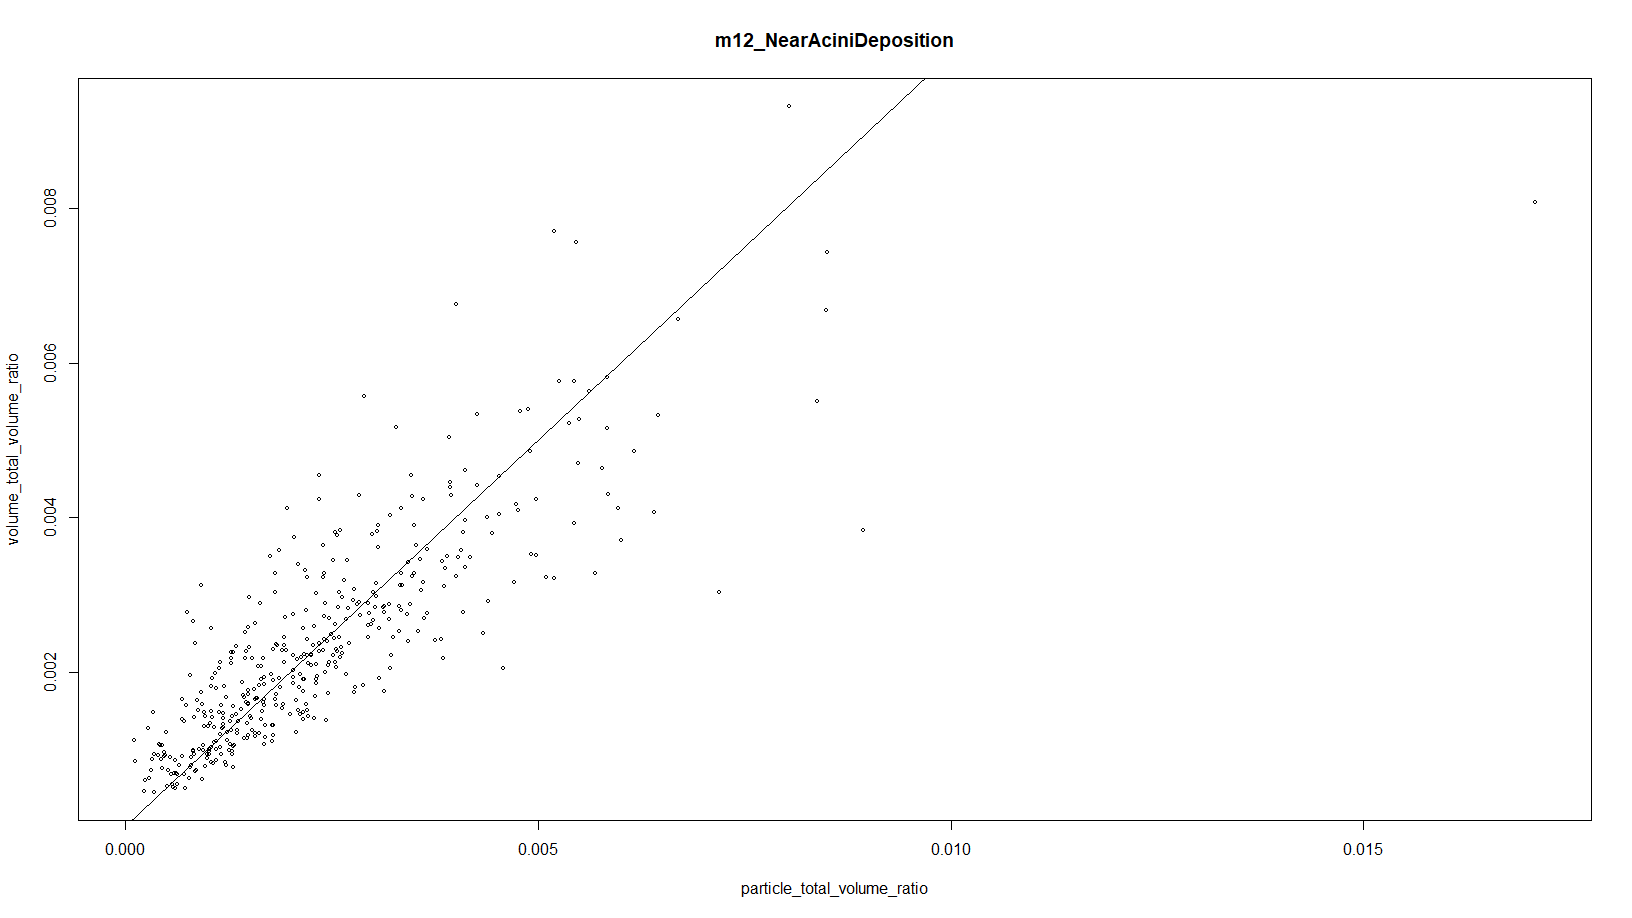 m12_NearAciniDeposition
volume_total_volume_ratio
0.008
0.006
0.004
0.002
0.000 0.005 0.010 0.015
particle_total_volume_ratio